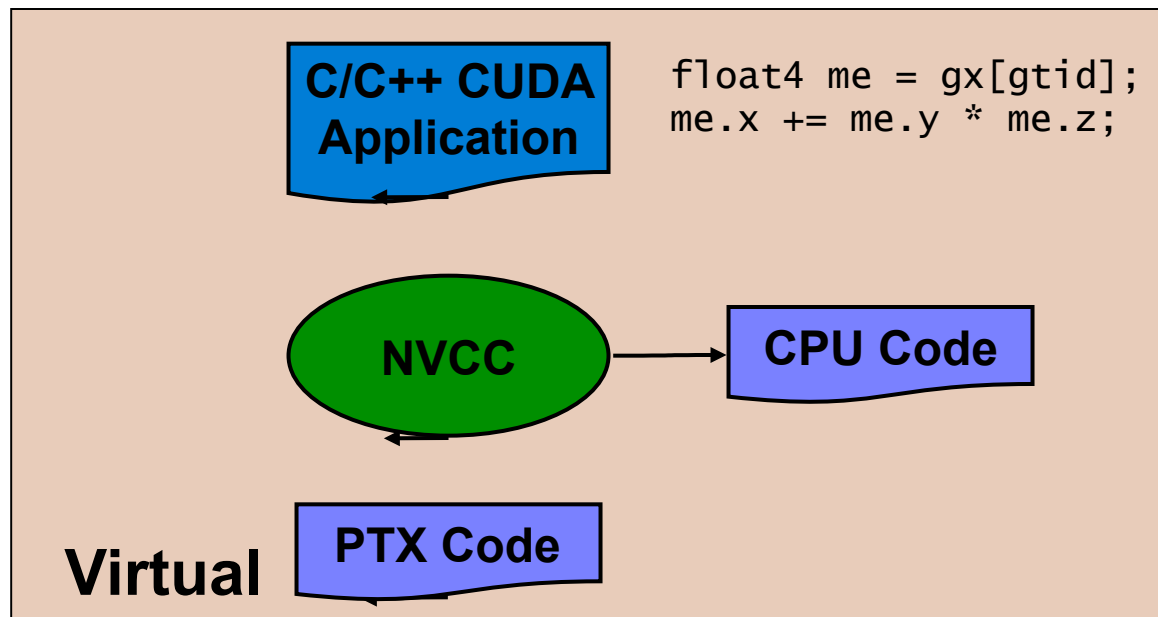 C/C++ CUDA
Application
float4 me = gx[gtid];
me.x += me.y * me.z;
NVCC
CPU Code
PTX Code
Virtual